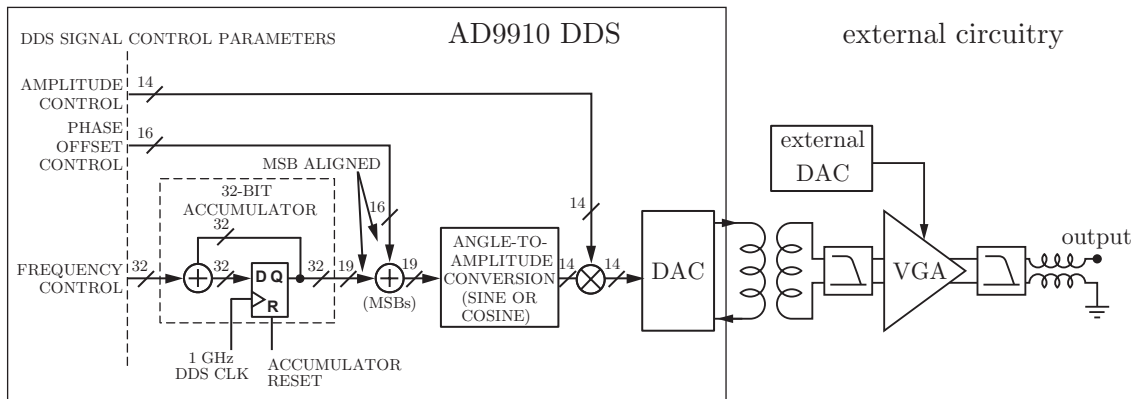 AD9910 DDS
external circuitry
DDS SIGNAL CONTROL PARAMETERS
AMPLITUDE
CONTROL
14
PHASE
OFFSET
CONTROL
16
MSB ALIGNED
32-BIT
ACCUMULATOR
32
16
14
FREQUENCY
CONTROL
32
32
D Q
R
32
19
(MSBs)
19
ANGLE-TO-
AMPLITUDE
CONVERSION
(SINE OR
COSINE)
14
14
DAC
external
DAC
VGA
output
1 GHz
DDS CLK
ACCUMULATOR
RESET